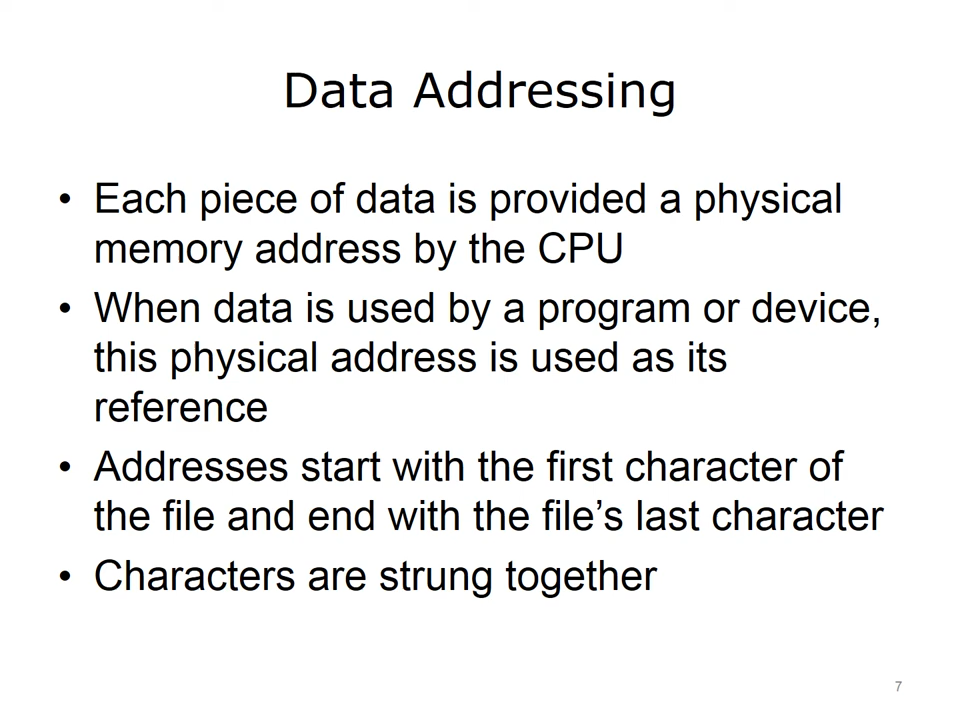 Data Addressing
• Each piece of data is provided a physical
memory address by the CPU
• When data is used by a program or device,
this physical address is used as its
reference
• Addresses start with the first character of
the file and end with the file’s last character
• Characters are strung together
7